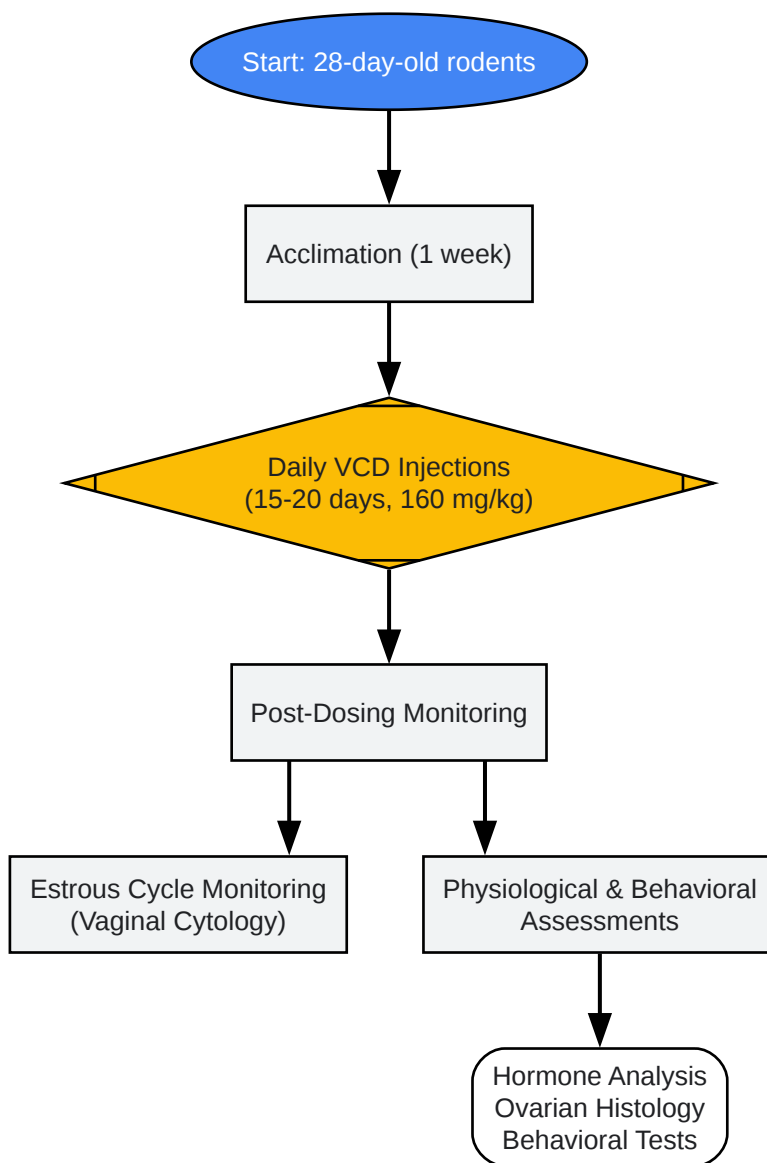 Start: 28-day-old rodents
Acclimation (1 week)
Daily VCD Injections
(15-20 days, 160 mg/kg)
Post-Dosing Monitoring
Estrous Cycle Monitoring
(Vaginal Cytology)
Physiological & Behavioral
Assessments
Hormone Analysis
Ovarian Histology
Behavioral Tests